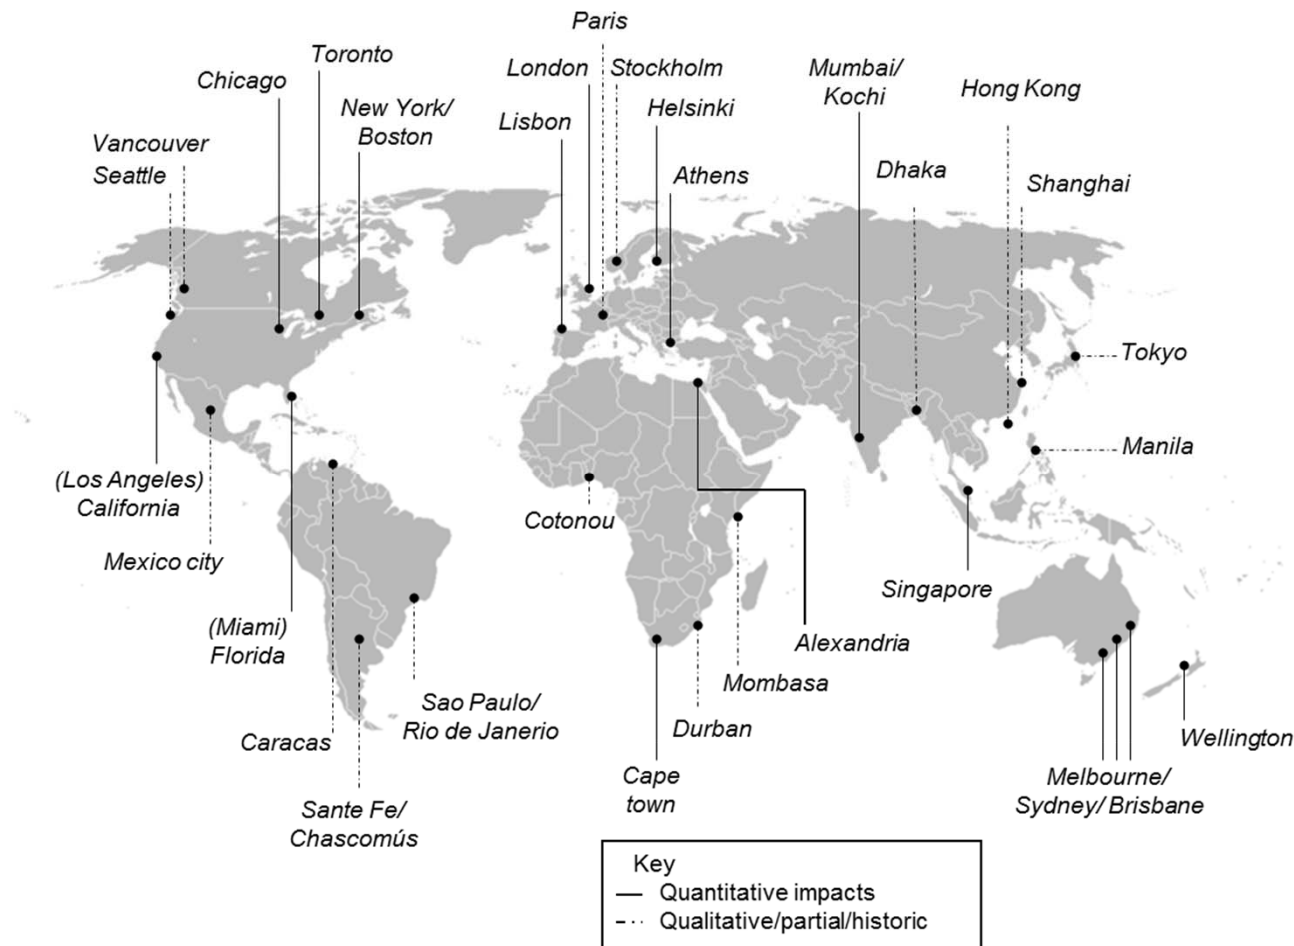 Paris
Toronto
London
Stockholm
Mumbai/
Kochi
Chicago
Hong Kong
New York/
Boston
Helsinki
Lisbon
Vancouver
Seattle
Athens
Dhaka
Shanghai
Tokyo
Manila
(Los Angeles)
California
Cotonou
Mexico city
Singapore
(Miami)
Florida
Alexandria
Mombasa
Sao Paulo/
Rio de Janerio
Durban
Caracas
Wellington
Cape
town
Melbourne/
Sydney/ Brisbane
Sante Fe/
Chascomús
Key
Quantitative impacts
Qualitative/partial/historic